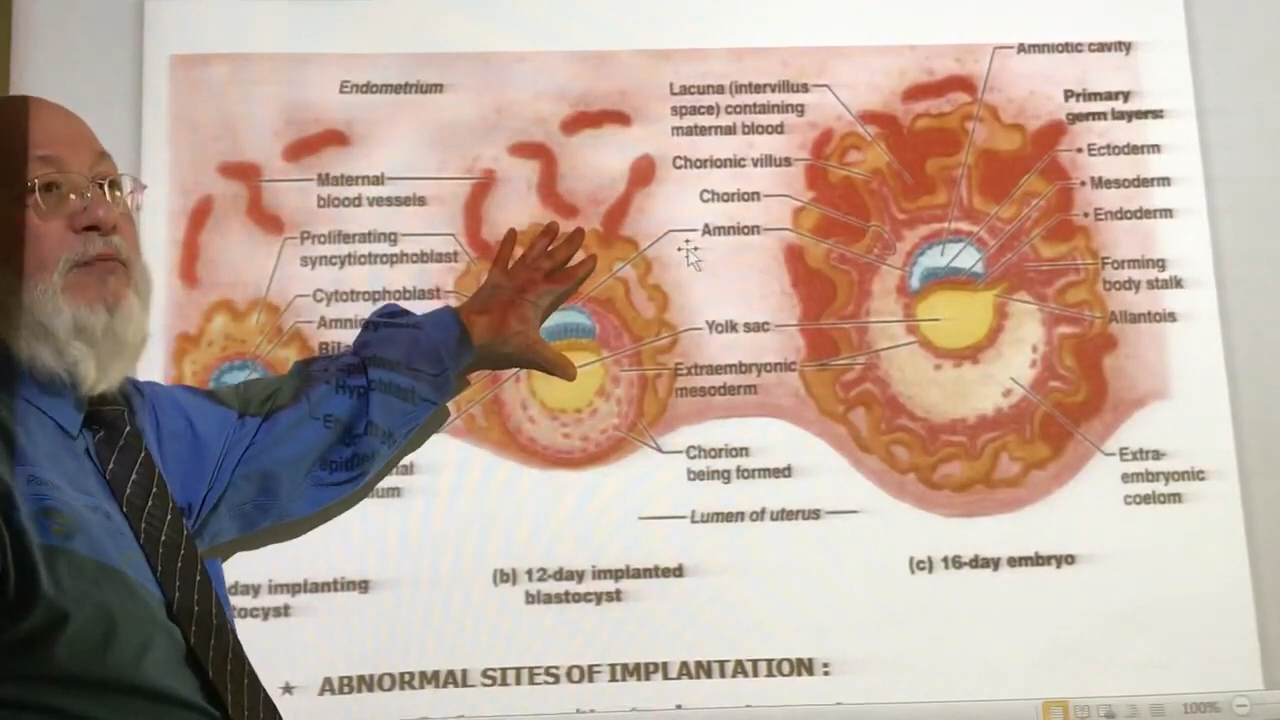 Endometrium
Maternal
blood vessels
Proliferating
syncytiotrophoblast
Cytotrophoblast
Lacuna (intervillus
space) containing
maternal blood
Chorionic villus
Chorion
Amnion
Yolk sac
Extraembryonic
mesoderm
Chorion
being formed
Lumen of uterus
Amniotic cavity
Primary
germ layers:
• Ectoderm
• Mesoderm
• Endoderm
Forming
body stalk
Allantois
Extra-
embryonic
coelom
day implanting
(b) 12-day implanted
blastocyst
(c) 16-day embryo
★ ABNORMAL SITES OF IMPLANTATION :
100%